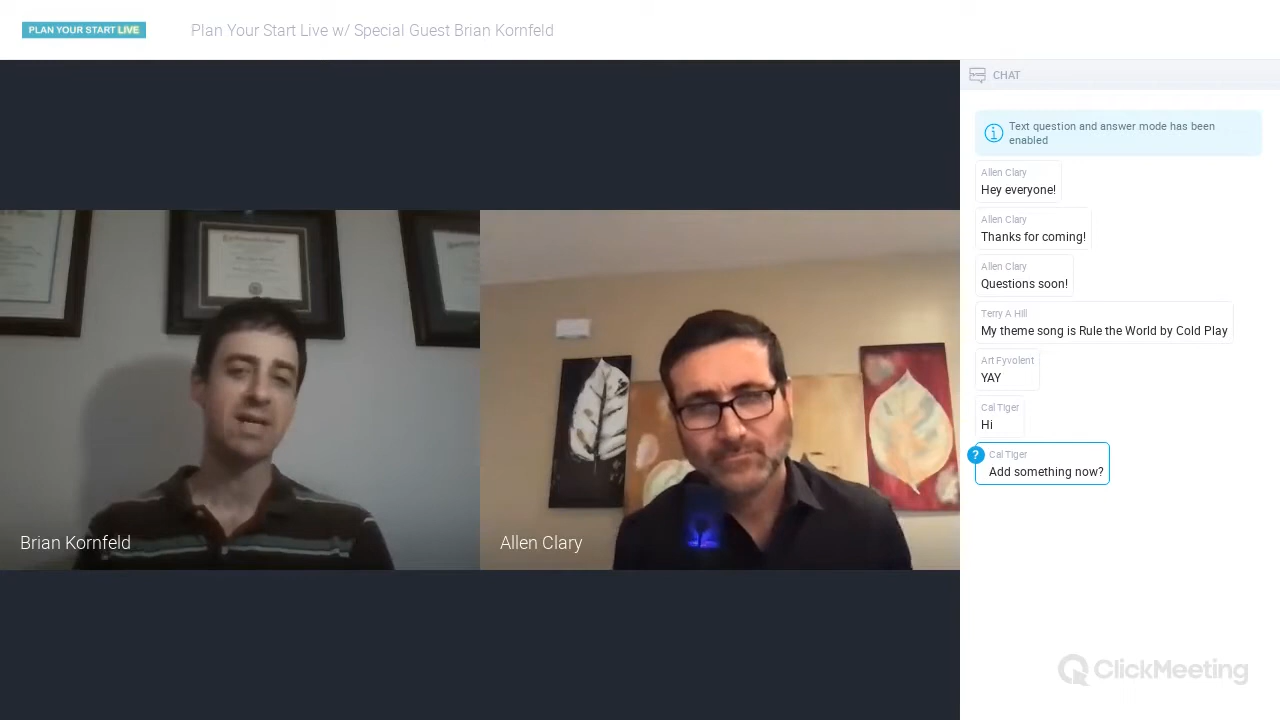 PLAN YOUR START LIVE
Plan Your Start Live w/ Special Guest Brian Kornfeld
CHAT
Text question and answer mode has been
enabled
Allen Clary
Hey everyone!
Allen Clary
Thanks for coming!
Allen Clary
Questions soon!
Terry A Hill
My theme song is Rule the World by Cold Play
Art Fyvolent
YAY
Cal TIger
Hi
?
Cal TIger
Add something now?
Brian Kornfeld
Allen Clary
ClickMeeting